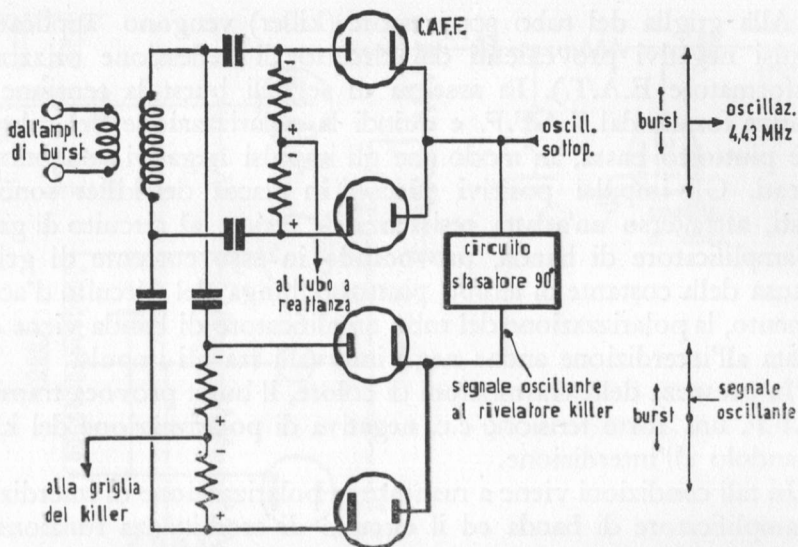 C.A.F.F.
dall'ampl.
di burst
oscill.
sottop.
burst
oscillaz.
4,43 MHz
al tubo a
reattanza
circuito
sfasatore 90°
segnale oscillante
al rivelatore killer
burst
segnale
oscillante
alla griglia
del killer